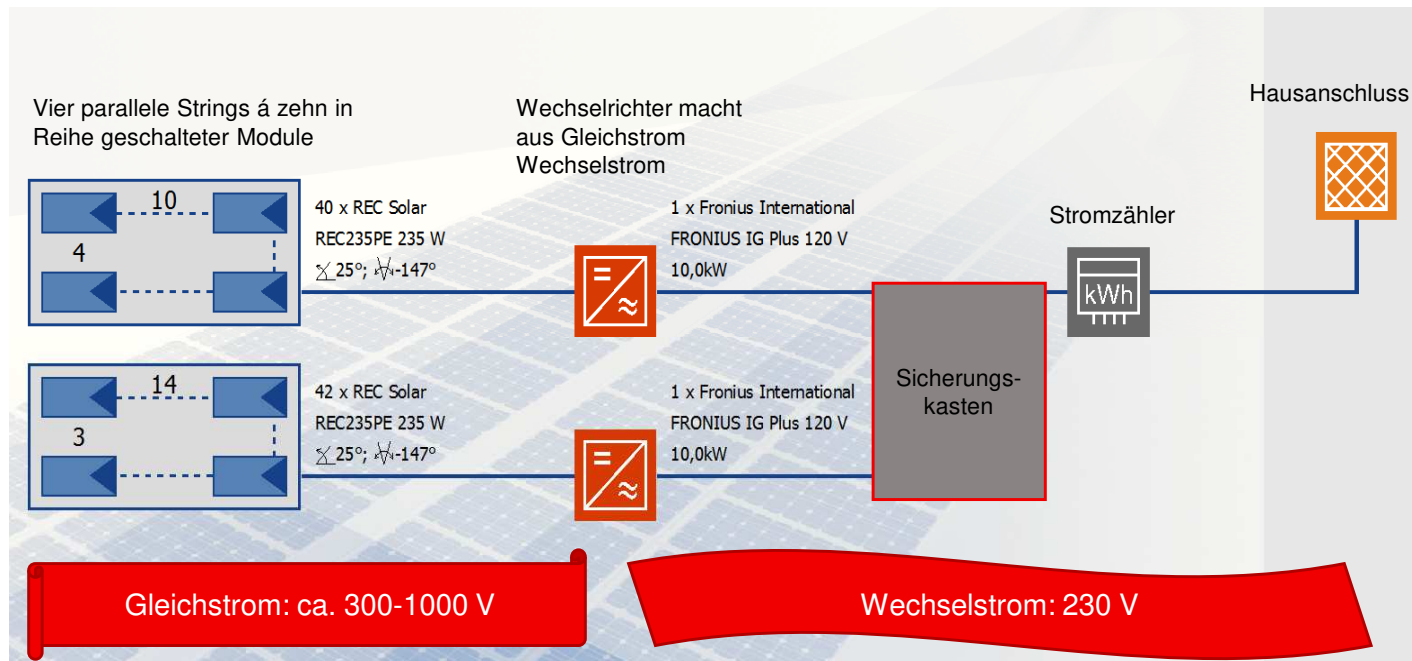 Vier parallele Strings á zehn in
Reihe geschalteter Module
Wechselrichter macht
aus Gleichstrom
Wechselstrom
Hausanschluss
10
4
40 x REC Solar
REC235PE 235 W
25°; -147°
1 x Fronius International
FRONIUS IG Plus 120 V
10,0kW
Stromzähler
kWh
14
3
42 x REC Solar
REC235PE 235 W
25°; -147°
1 x Fronius International
FRONIUS IG Plus 120 V
10,0kW
Sicherungs-
kasten
Gleichstrom: ca. 300-1000 V
Wechselstrom: 230 V